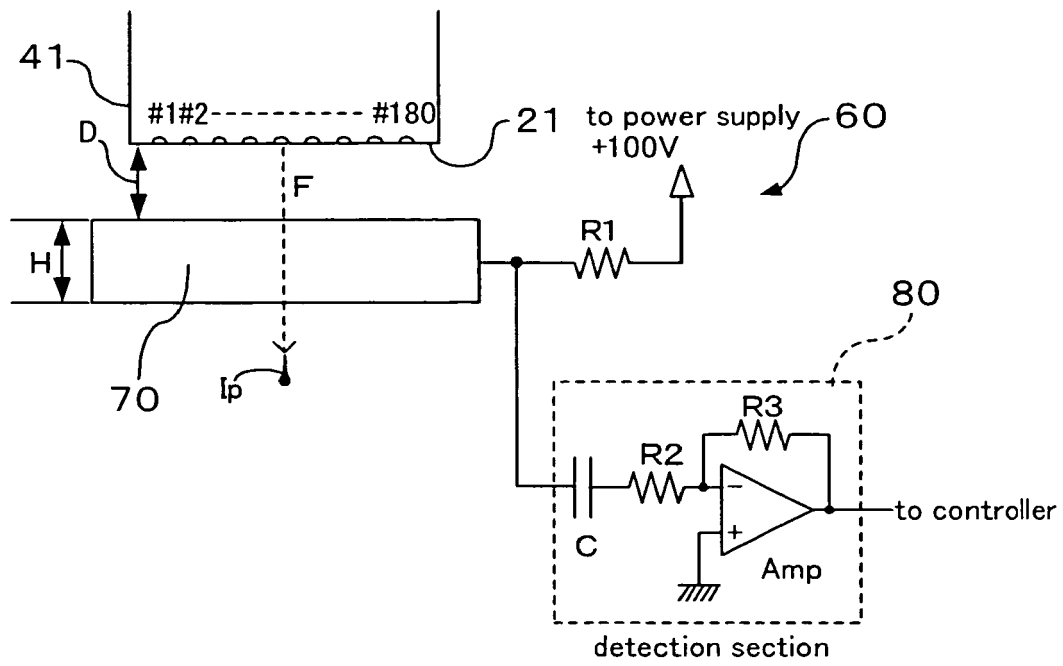 41
#1#2 #180
21
to power supply
+100V
60
D
F
R1
H
80
70
Ip
R3
R2
−
+
C
Amp
to controller
detection section